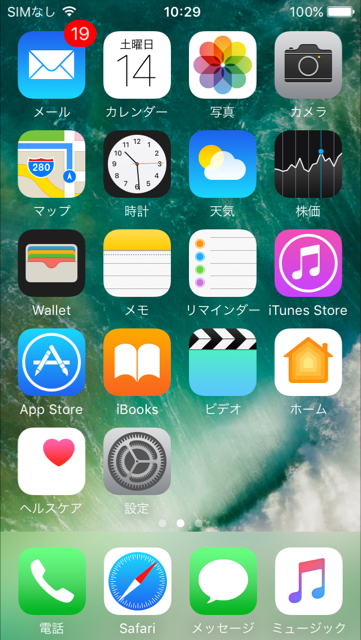 SIMなし 10:29 100%
19
土曜日
14
メール カレンダー 写真 カメラ
280
マップ 時計 天気 株価
Wallet メモ リマインダー iTunes Store
App Store iBooks ビデオ ホーム
ヘルスケア 設定
電話 Safari メッセージ ミュージック